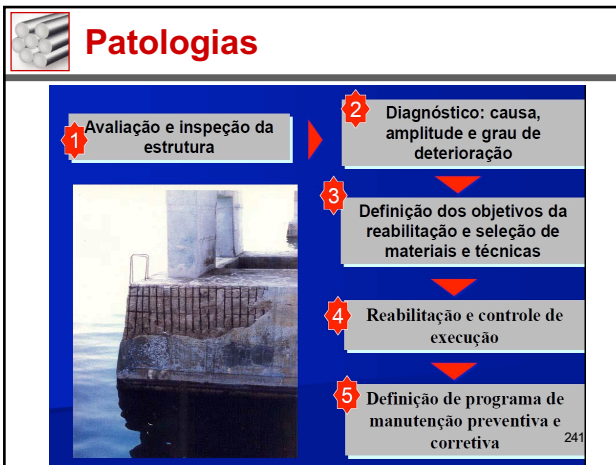 Patologias
1
Avaliação e inspeção da
estrutura
2
Diagnóstico: causa,
amplitude e grau de
deterioração
3
Definição dos objetivos da
reabilitação e seleção de
materiais e técnicas
4
Reabilitação e controle de
execução
5
Definição de programa de
manutenção preventiva e
corretiva
241